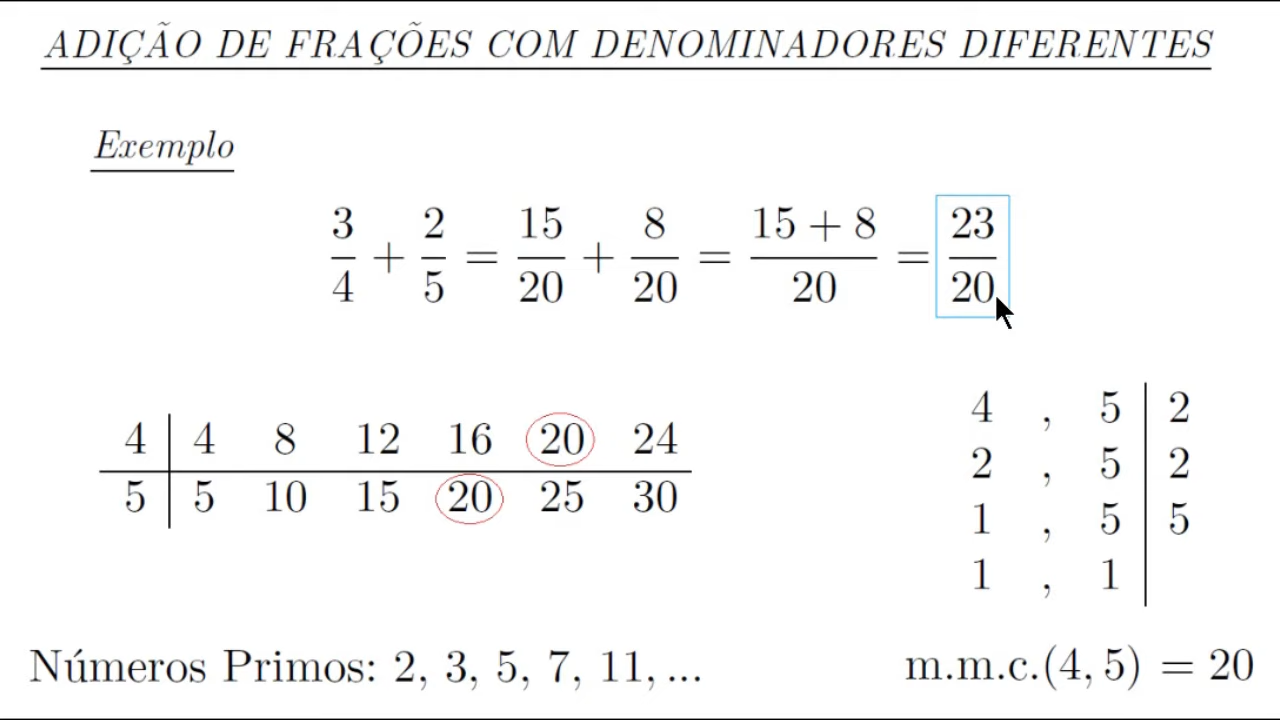 ADIÇÃO DE FRAÇÕES COM DENOMINADORES DIFERENTES
Exemplo
3/4 + 2/5 = 15/20 + 8/20 = (15 + 8)/20 = 23/20
4 | 4 8 12 16 20 24
5 | 5 10 15 20 25 30
4 , 5 | 2
2 , 5 | 2
1 , 5 | 5
1 , 1 |
Números Primos: 2, 3, 5, 7, 11, ...
m.m.c.(4, 5) = 20